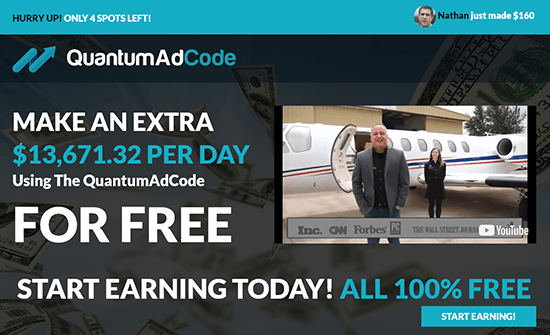 HURRY UP! ONLY 4 SPOTS LEFT!
Nathan just made $160
QuantumAdCode
MAKE AN EXTRA
$13,671.32 PER DAY
Using The QuantumAdCode
FOR FREE
Inc. CNN Forbes PC THE WALL STREET JOURN
YouTube
START EARNING TODAY! ALL 100% FREE
START EARNING!